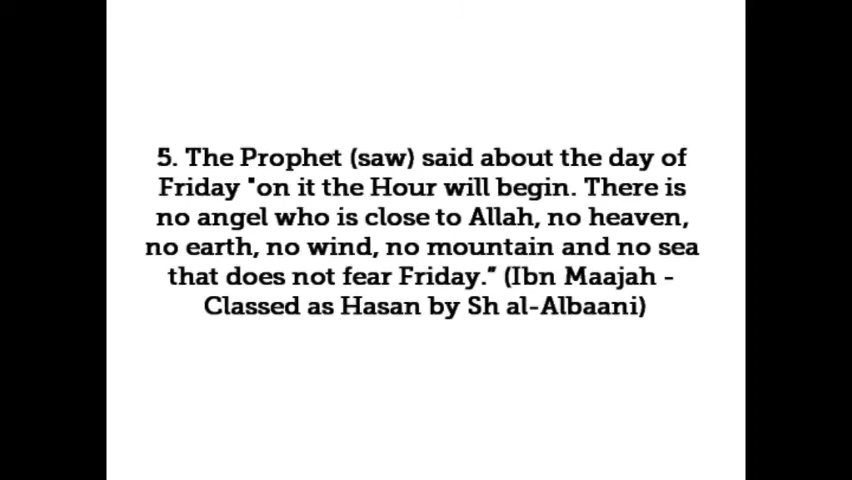 5. The Prophet (saw) said about the day of
Friday "on it the Hour will begin. There is
no angel who is close to Allah, no heaven,
no earth, no wind, no mountain and no sea
that does not fear Friday.” (Ibn Maajah -
Classed as Hasan by Sh al-Albaani)